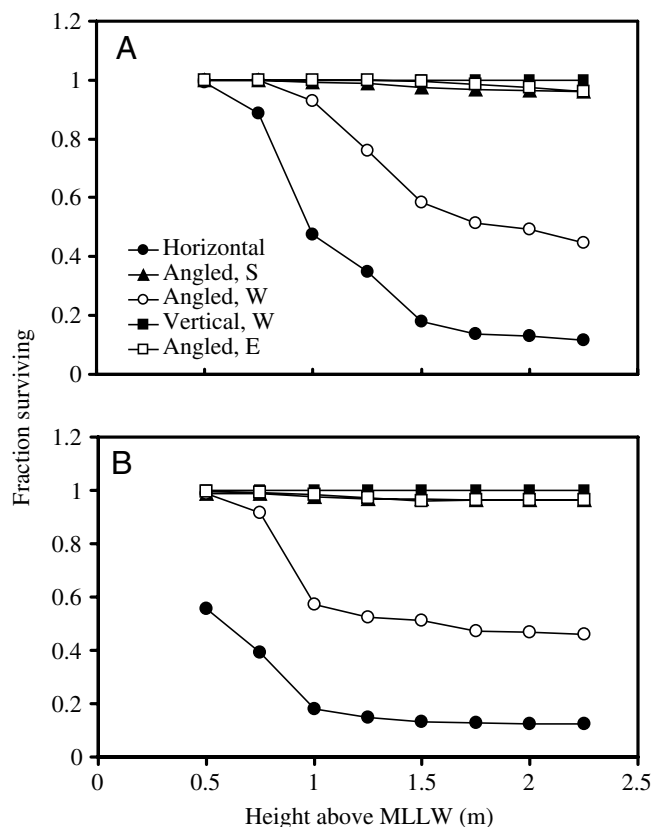 1.2
A
1
0.8
0.6
Horizontal
Angled, S
0.4
Angled, W
Vertical, W
0.2
Angled, E
0
Fraction surviving
1.2
B
1
0.8
0.6
0.4
0.2
0
0 0.5 1 1.5 2 2.5
Height above MLLW (m)